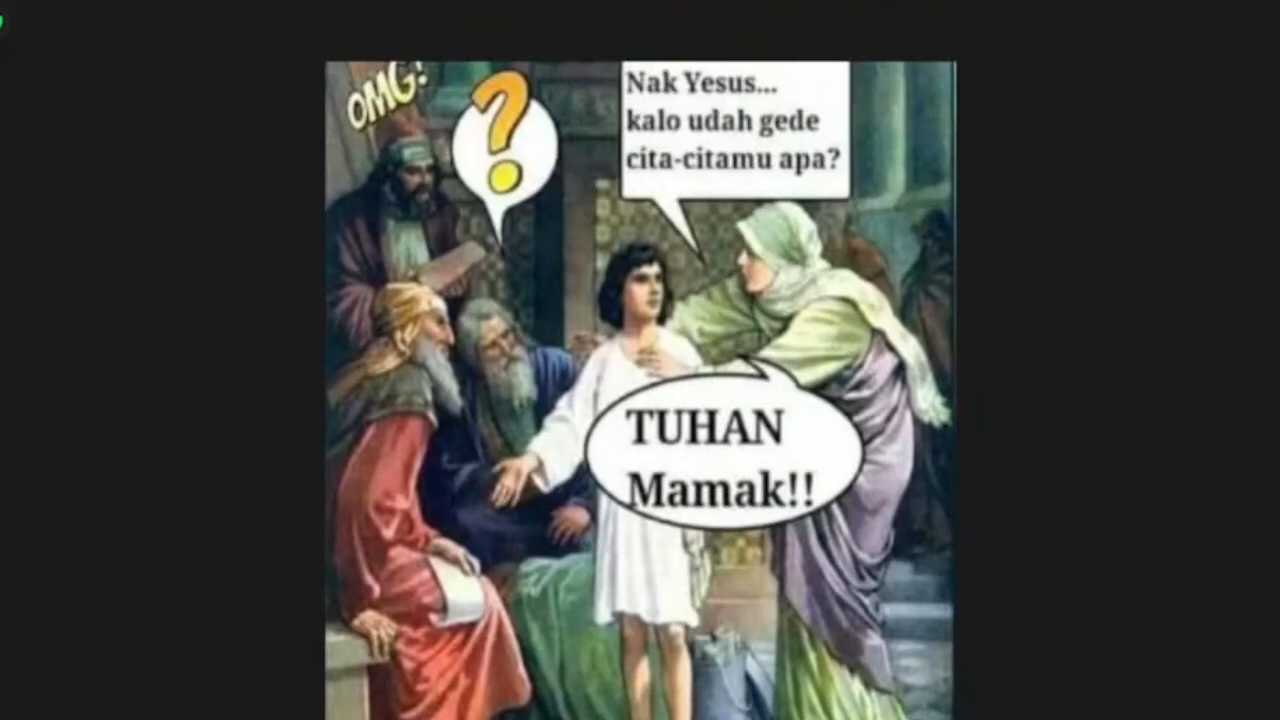 OMG!
?
Nak Yesus...
kalo udah gede
cita-citamu apa?
TUHAN
Mamak!!